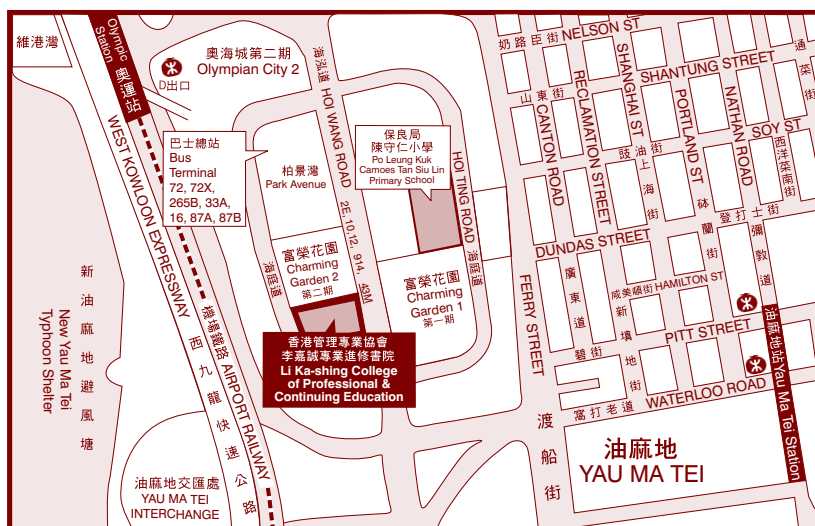 維港灣
Olympic
Station
奧運站
D出口
奧海城第二期
Olympian City 2
海泓道 HOI WANG ROAD
2E, 10,12, 914, 43M
巴士總站
Bus
Terminal
72, 72X,
265B, 33A,
16, 87A, 87B
柏景灣
Park Avenue
保良局
陳守仁小學
Po Leung Kuk
Camoes Tan Siu Lin
Primary School
HOI TING ROAD
海庭道
海庭道
富榮花園
Charming
Garden 2
第二期
富榮花園
Charming
Garden 1
第一期
香港管理專業協會
李嘉誠專業進修書院
Li Ka-shing College
of Professional &
Continuing Education
WEST KOWLOON EXPRESSWAY
西九龍快速公路
機場鐵路 AIRPORT RAILWAY
新油麻地避風塘
New Yau Ma Tei
Typhoon Shelter
油麻地交匯處
YAU MA TEI
INTERCHANGE
奶路臣街 NELSON ST
山東街
SHANTUNG STREET
通菜街
豉油街
SOY ST
西洋菜南街
CANTON ROAD
廣東道
RECLAMATION STREET
新填地街
SHANGHAI ST
上海街
PORTLAND ST
砵蘭街
NATHAN ROAD
彌敦道
DUNDAS STREET
登打士街
咸美頓街 HAMILTON ST
碧街
PITT STREET
窩打老道
WATERLOO ROAD
FERRY STREET
渡船街
油麻地
YAU MA TEI
油麻地站 Yau Ma Tei Station